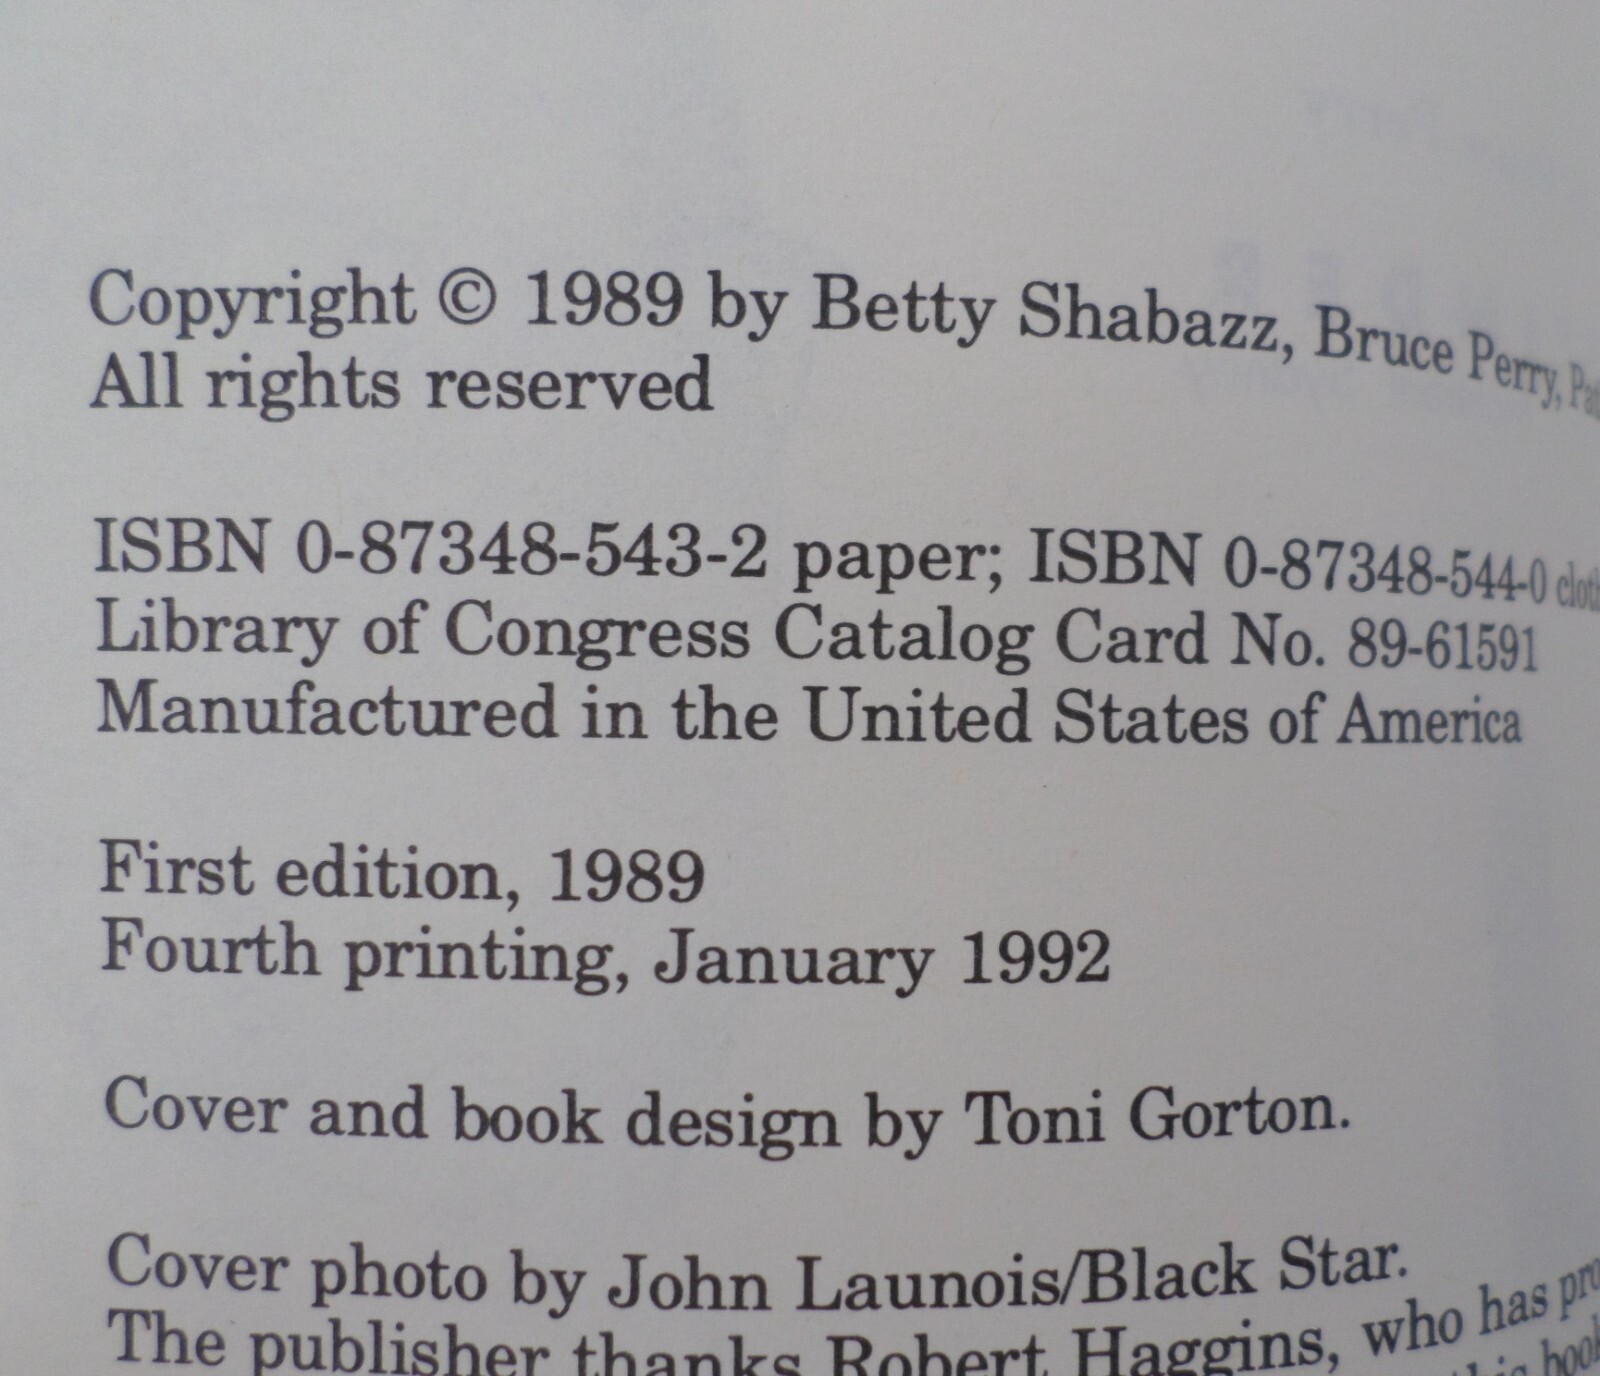 Copyright © 1989 by Betty Shabazz, Bruce Perry,
All rights reserved
ISBN 0-87348-543-2 paper; ISBN 0-87348-544-0
Library of Congress Catalog Card No. 89-61591
Manufactured in the United States of America
First edition, 1989
Fourth printing, January 1992
Cover and book design by Toni Gorton.
Cover photo by John Launois/Black Star.
The publisher thanks Robert Haggins, who has
book